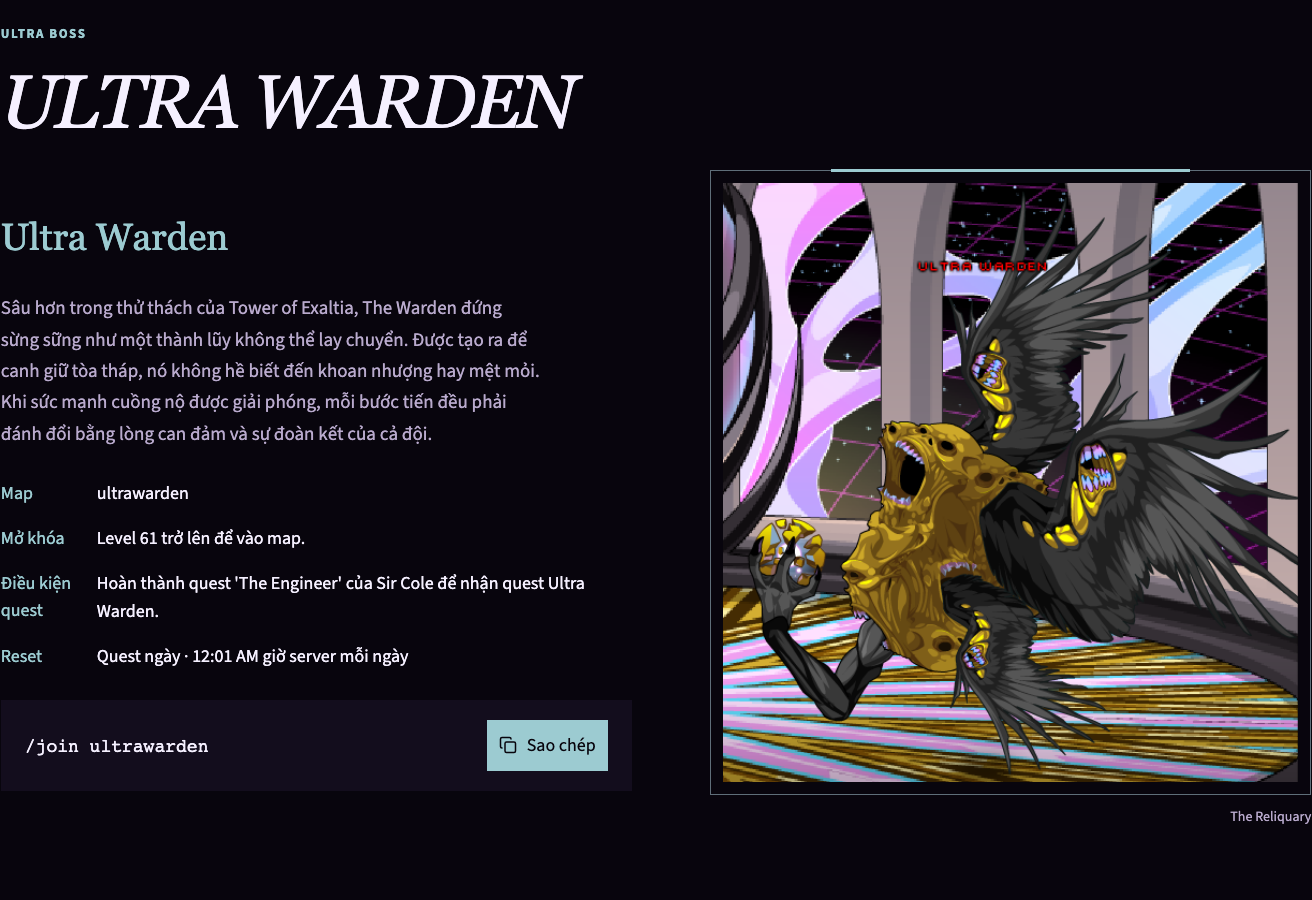 ULTRA BOSS
ULTRA WARDEN
Ultra Warden
Sâu hơn trong thử thách của Tower of Exaltia, The Warden đứng
sừng sững như một thành lũy không thể lay chuyển. Được tạo ra để
canh giữ tòa tháp, nó không hề biết đến khoan nhượng hay mệt mỏi.
Khi sức mạnh cuồng nộ được giải phóng, mỗi bước tiến đều phải
đánh đổi bằng lòng can đảm và sự đoàn kết của cả đội.
Map ultrawarden
Mở khóa Level 61 trở lên để vào map.
Điều kiện quest Hoàn thành quest 'The Engineer' của Sir Cole để nhận quest Ultra
Warden.
Reset Quest ngày · 12:01 AM giờ server mỗi ngày
/join ultrawarden Sao chép
ULTRA WARDEN
The Reliquary